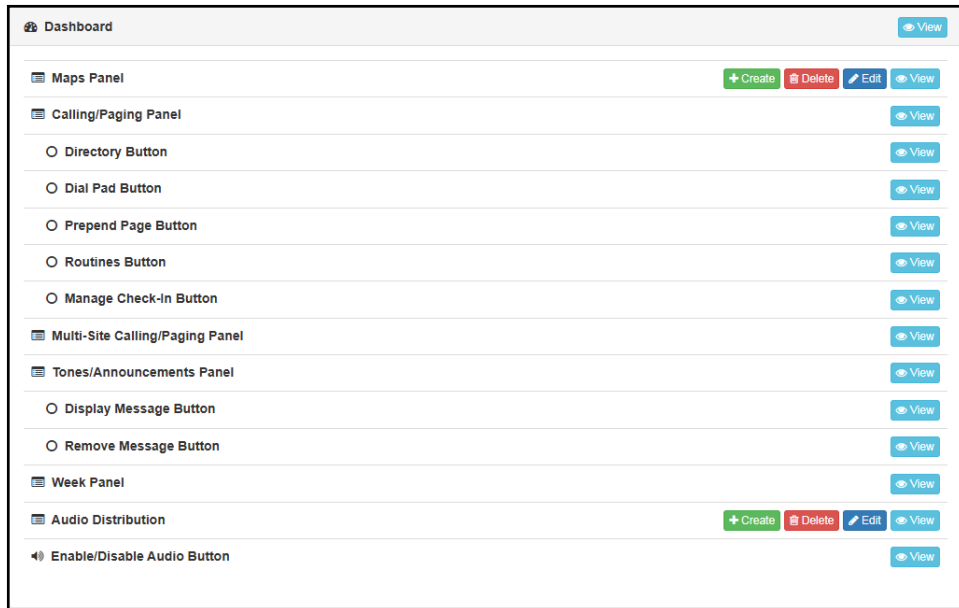 Dashboard View
Maps Panel Create Delete Edit View
Calling/Paging Panel View
Directory Button View
Dial Pad Button View
Prepend Page Button View
Routines Button View
Manage Check-In Button View
Multi-Site Calling/Paging Panel View
Tones/Announcements Panel View
Display Message Button View
Remove Message Button View
Week Panel View
Audio Distribution Create Delete Edit View
Enable/Disable Audio Button View